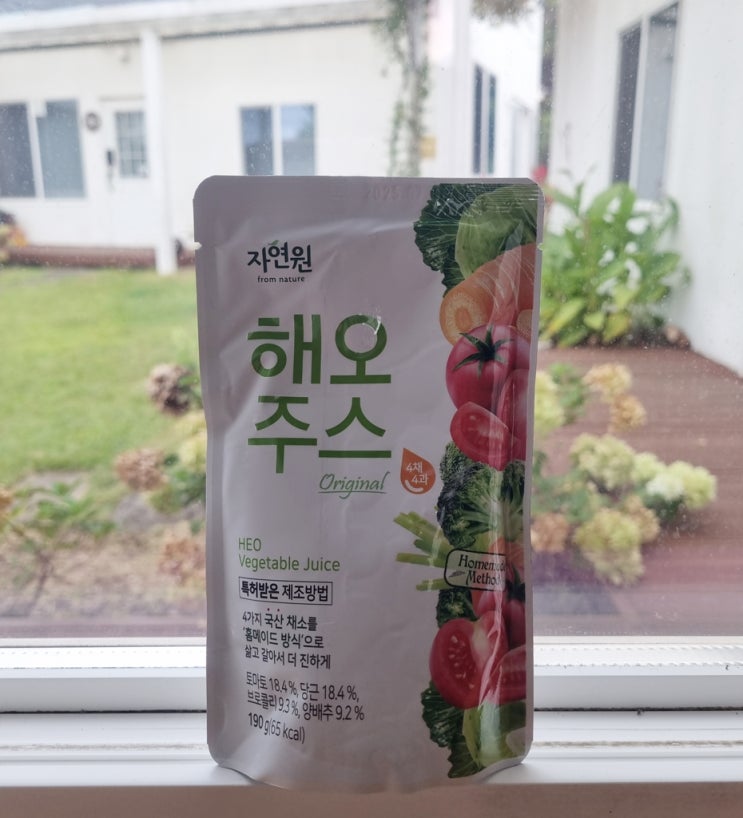 자연원
from nature
해오
주스
Original
4채
4과
HEO
Vegetable Juice
특허받은 제조방법
4가지 국산 채소를
'홈메이드 방식'으로
삶고 갈아서 더 진하게
토마토 18.4%, 당근 18.4%,
브로콜리 9.3%, 양배추 9.2%
190g(65 kcal)
Homemade
Method